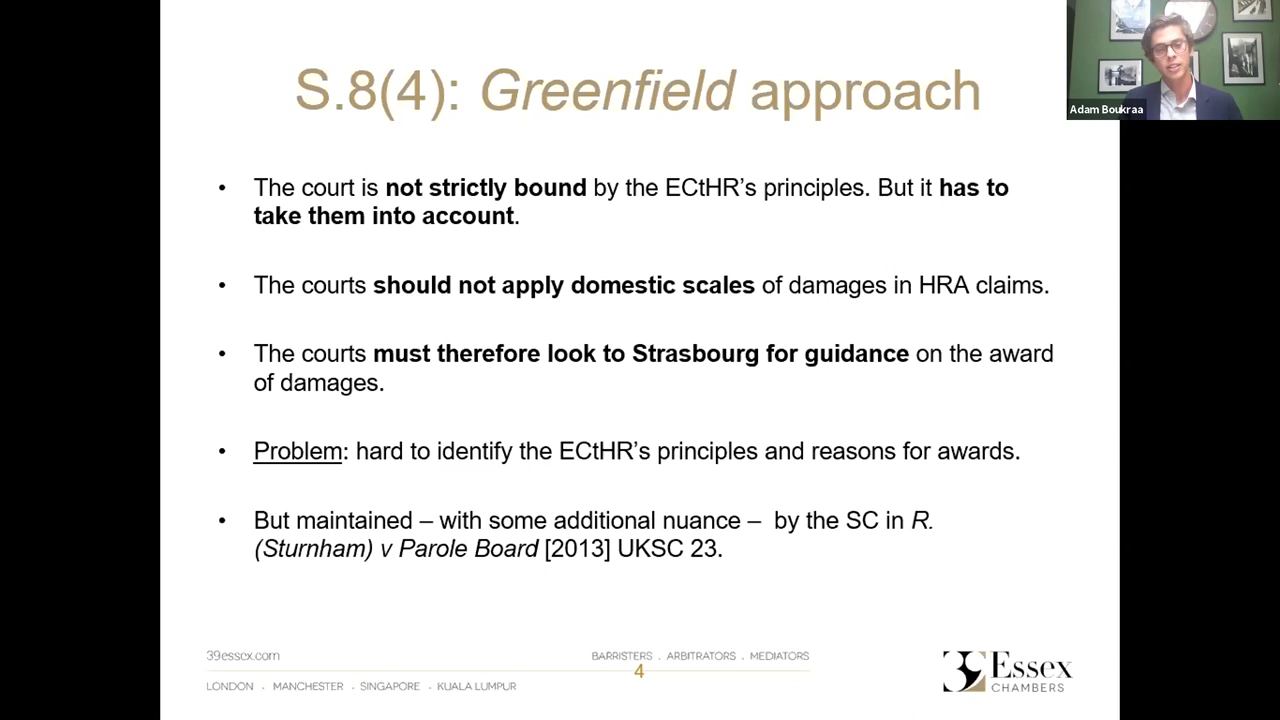 S.8(4): Greenfield approach
Adam Boukraa
• The court is not strictly bound by the ECtHR's principles. But it has to
take them into account.
• The courts should not apply domestic scales of damages in HRA claims.
• The courts must therefore look to Strasbourg for guidance on the award
of damages.
• Problem: hard to identify the ECtHR's principles and reasons for awards.
• But maintained – with some additional nuance – by the SC in R.
(Sturnham) v Parole Board [2013] UKSC 23.
39essex.com
BARRISTERS . ARBITRATORS . MEDIATORS
4
LONDON . MANCHESTER . SINGAPORE . KUALA LUMPUR
39 Essex
CHAMBERS